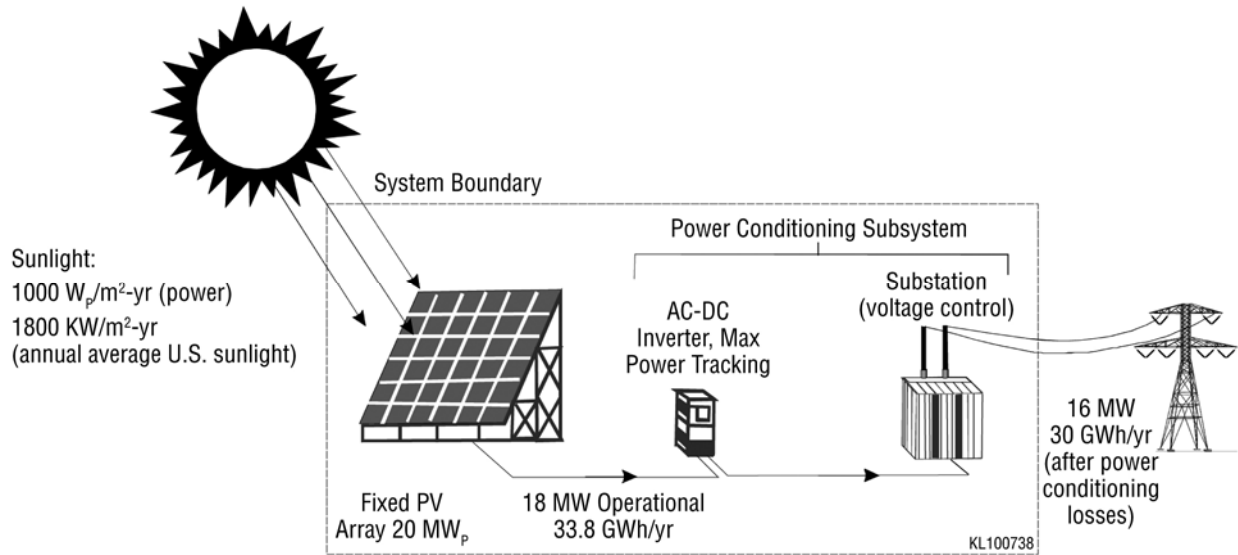 System Boundary
Sunlight:
1000 Wₚ/m²-yr (power)
1800 KW/m²-yr
(annual average U.S. sunlight)
Power Conditioning Subsystem
AC-DC
Inverter, Max
Power Tracking
Substation
(voltage control)
Fixed PV
Array 20 MWₚ
18 MW Operational
33.8 GWh/yr
16 MW
30 GWh/yr
(after power
conditioning
losses)
KL100738